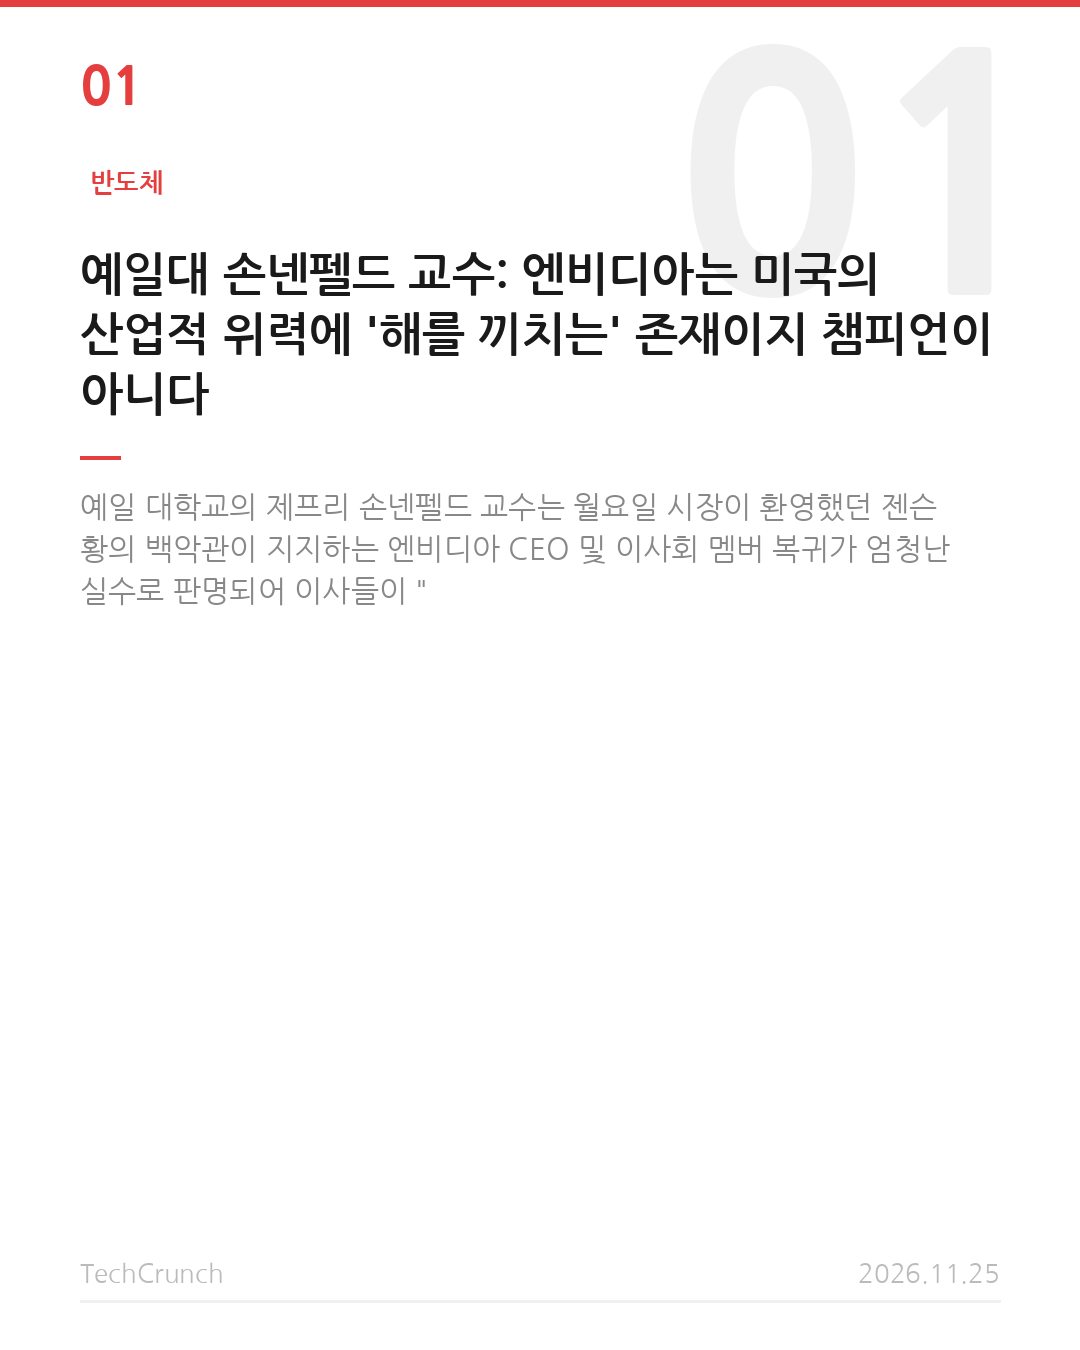 01
01
반도체
예일대 손넨펠드 교수: 엔비디아는 미국의
산업적 위력에 '해를 끼치는' 존재이지 챔피언이
아니다
예일 대학교의 제프리 손넨펠드 교수는 월요일 시장이 환영했던 젠슨
황의 백악관이 지지하는 엔비디아 CEO 및 이사회 멤버 복귀가 엄청난
실수로 판명되어 이사들이 "
TechCrunch
2026.11.25